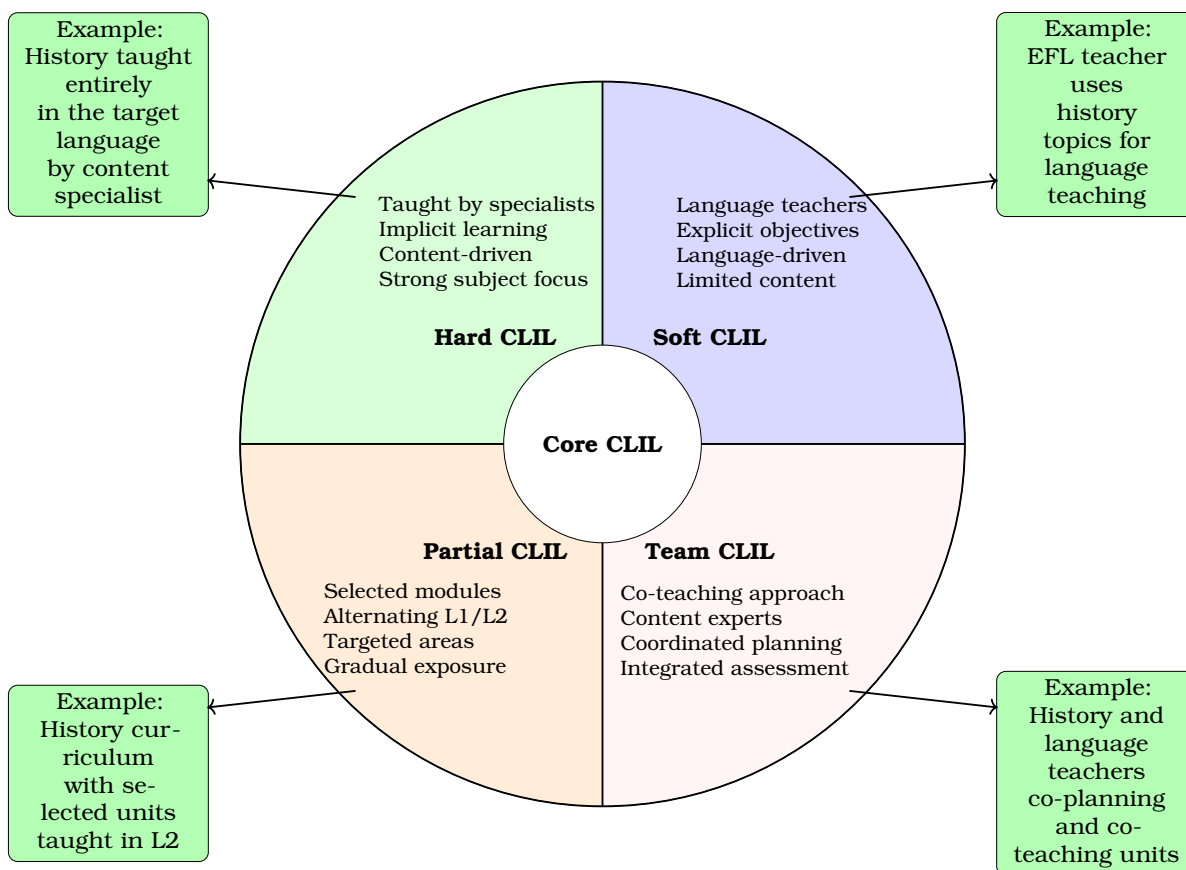 Example:
History taught
entirely
in the target
language
by content
specialist
Example:
EFL teacher
uses
history
topics for
language
teaching
Taught by specialists
Implicit learning
Content-driven
Strong subject focus
Hard CLIL
Language teachers
Explicit objectives
Language-driven
Limited content
Soft CLIL
Core CLIL
Partial CLIL
Selected modules
Alternating L1/L2
Targeted areas
Gradual exposure
Team CLIL
Co-teaching approach
Content experts
Coordinated planning
Integrated assessment
Example:
History cur-
riculum
with se-
lected units
taught in L2
Example:
History and
language
teachers
co-planning
and co-
teaching units